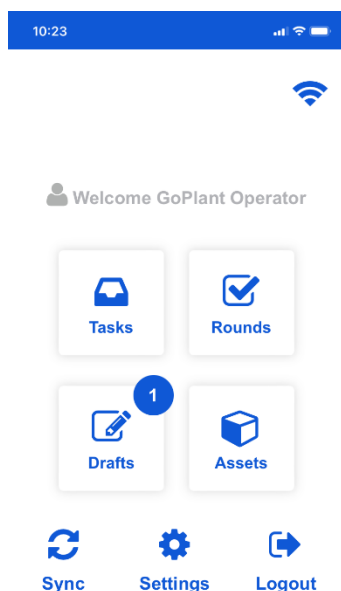 10:23
Welcome GoPlant Operator
Tasks
Rounds
1
Drafts
Assets
Sync
Settings
Logout